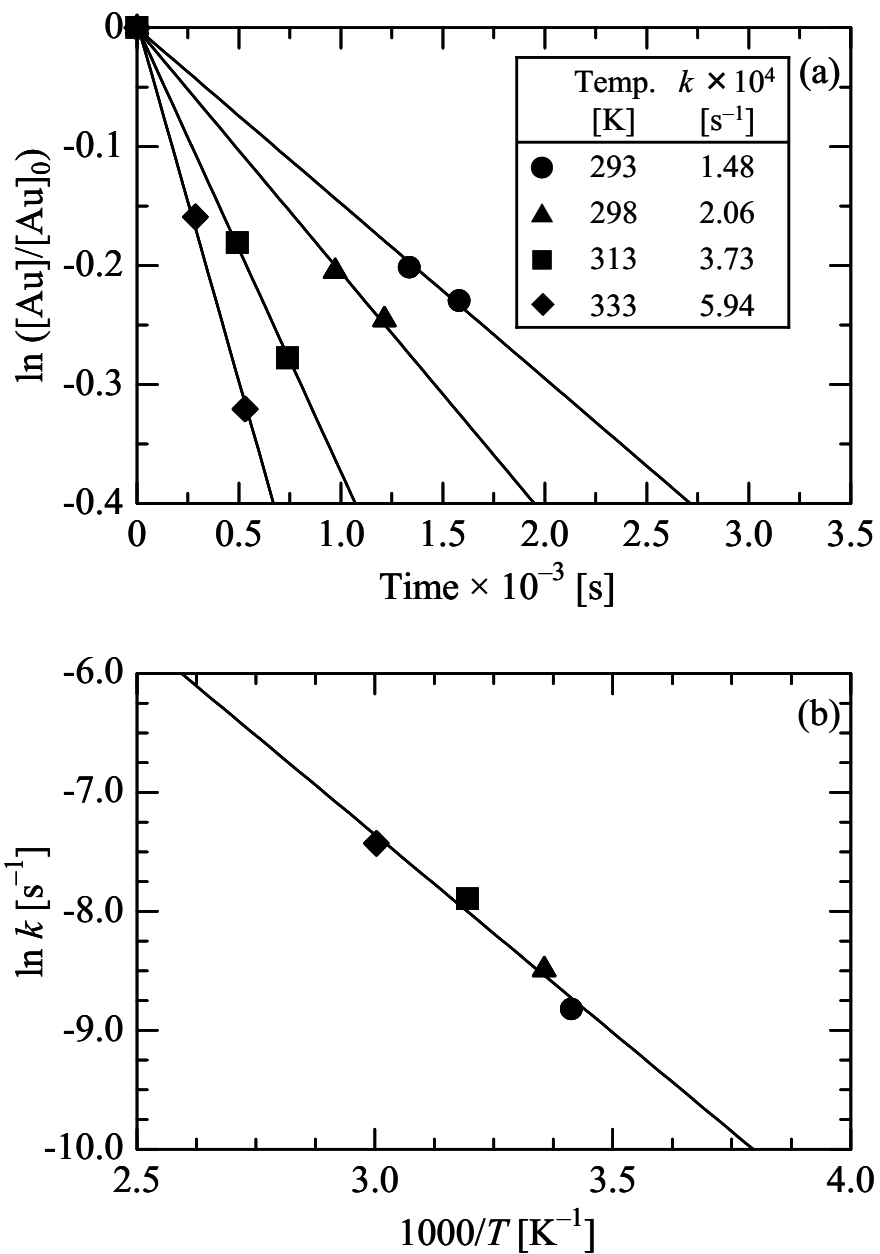 0
-0.1
-0.2
-0.3
-0.4
ln ([Au]/[Au]₀)
(a)
Temp. k × 10⁴
[K] [s⁻¹]
293 1.48
298 2.06
313 3.73
333 5.94
0 0.5 1.0 1.5 2.0 2.5 3.0 3.5
Time × 10⁻³ [s]
-6.0
-7.0
-8.0
-9.0
-10.0
ln k [s⁻¹]
(b)
2.5 3.0 3.5 4.0
1000/T [K⁻¹]